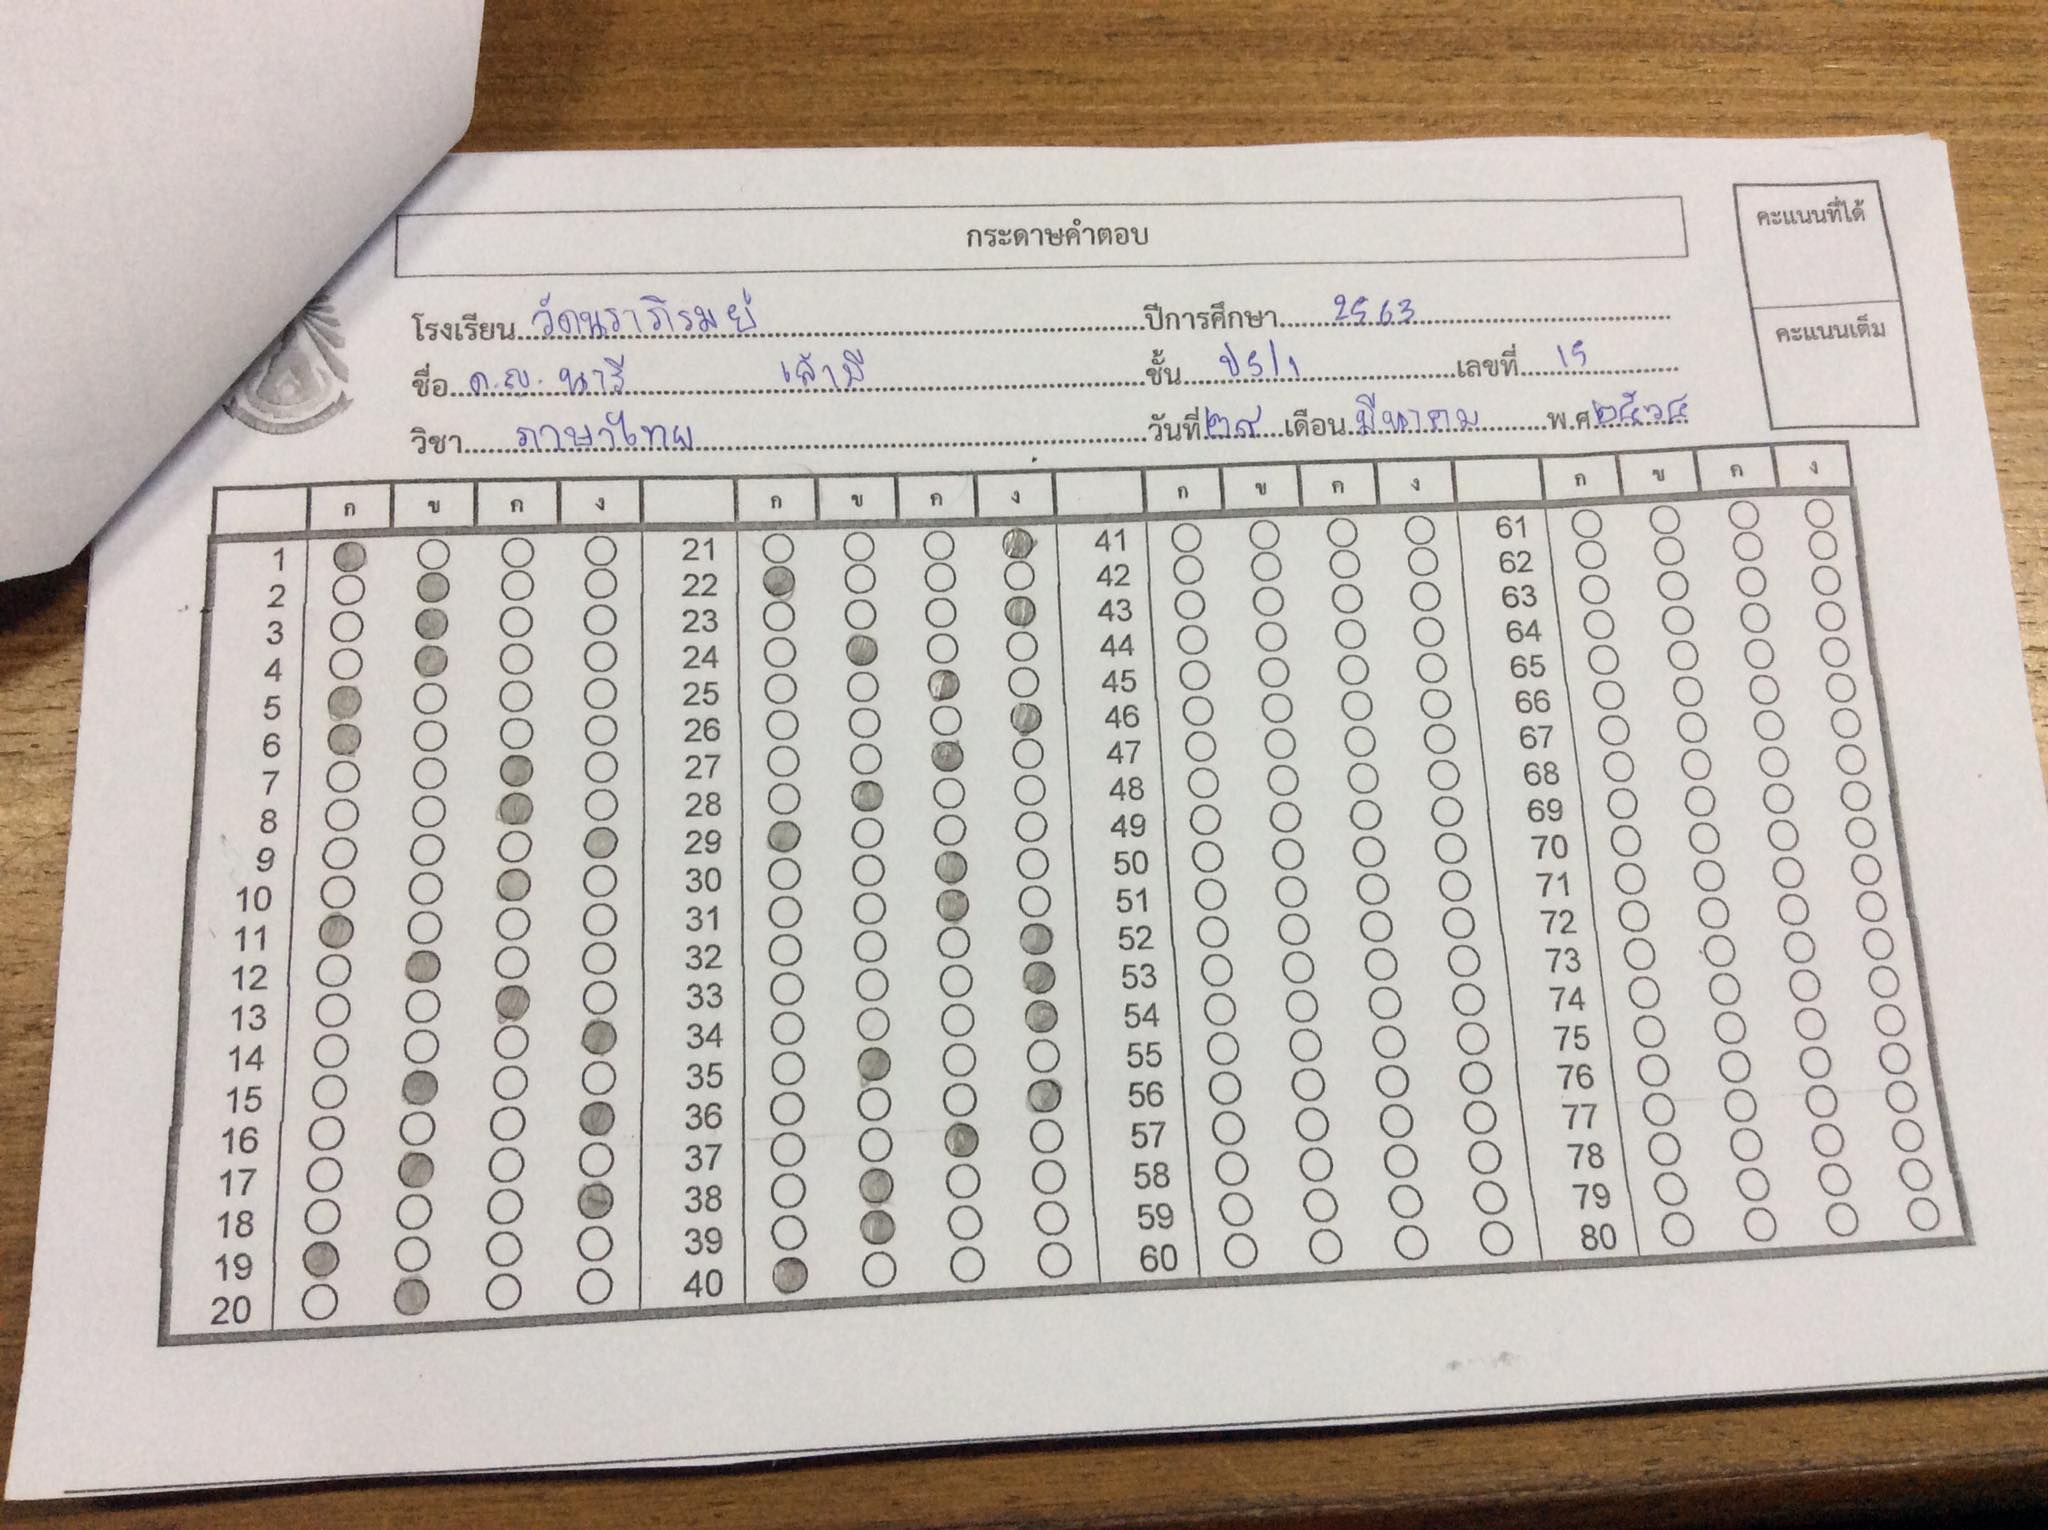 กระดาษคำตอบ
คะแนนที่ได้
คะแนนเต็ม
โรงเรียน วัดนราภิรมย์ ปีการศึกษา 2563
ชื่อ ด.ญ. นารี ชั้น ป5/1 เลขที่ 15
วิชา ภาษาไทย วันที่ ๒๙ เดือน มีนาคม พ.ศ ๒๕๖๔
ก ข ค ง ก ข ค ง ก ข ค ง ก ข ค ง
1 21 41 61
2 22 42 62
3 23 43 63
4 24 44 64
5 25 45 65
6 26 46 66
7 27 47 67
8 28 48 68
9 29 49 69
10 30 50 70
11 31 51 71
12 32 52 72
13 33 53 73
14 34 54 74
15 35 55 75
16 36 56 76
17 37 57 77
18 38 58 78
19 39 59 79
20 40 60 80